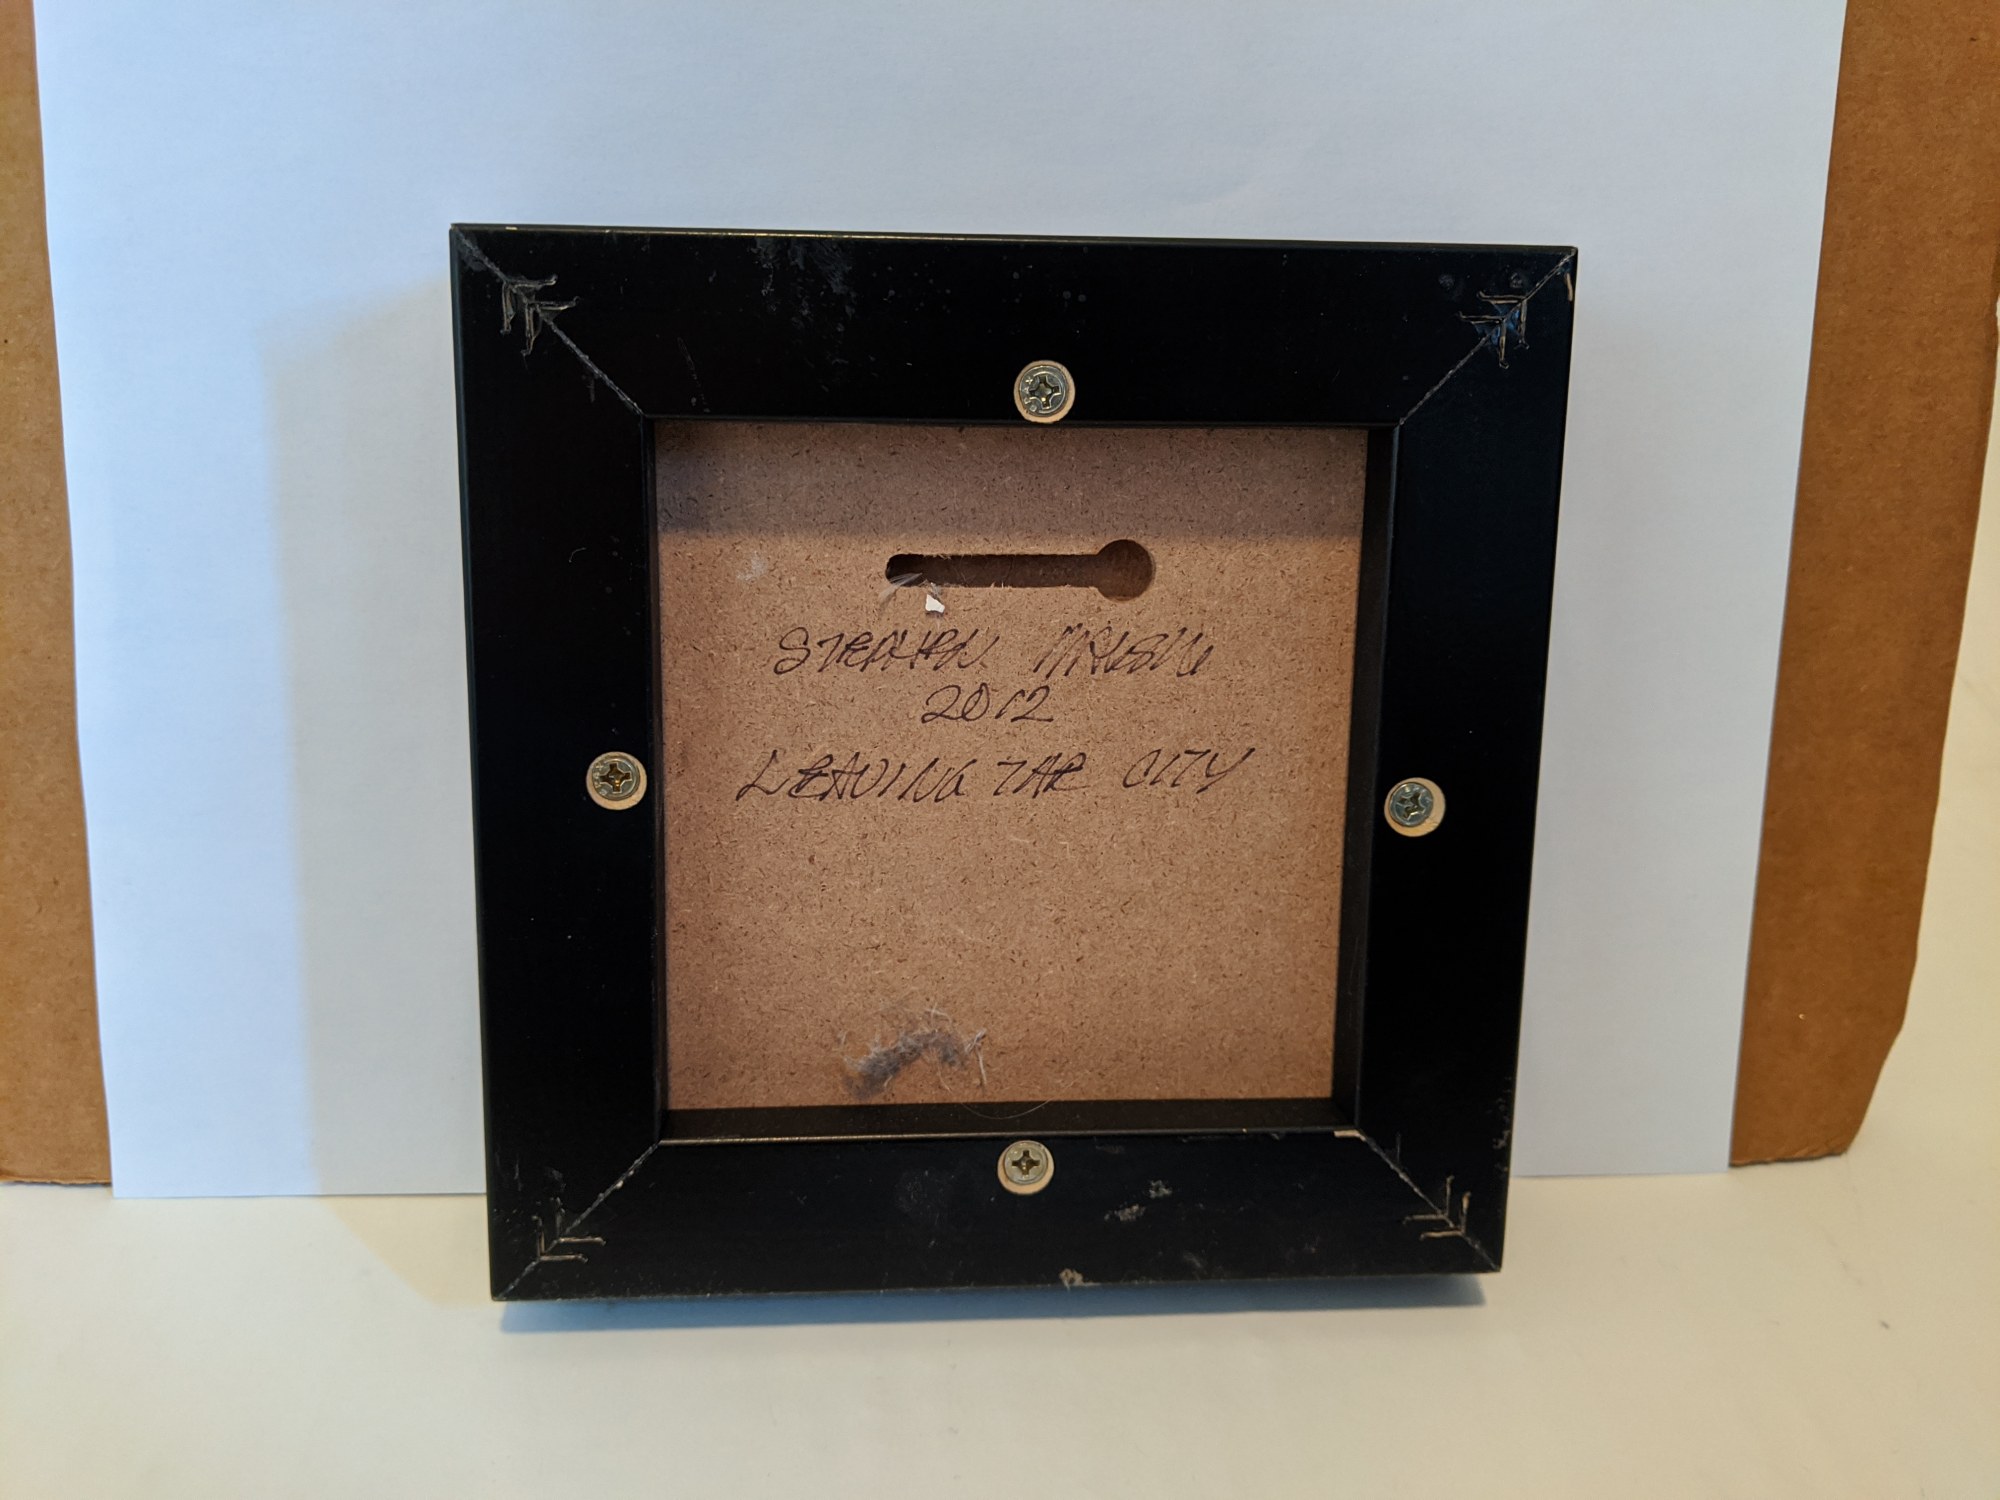 STEPHEN
2012
LEAVING THE CITY